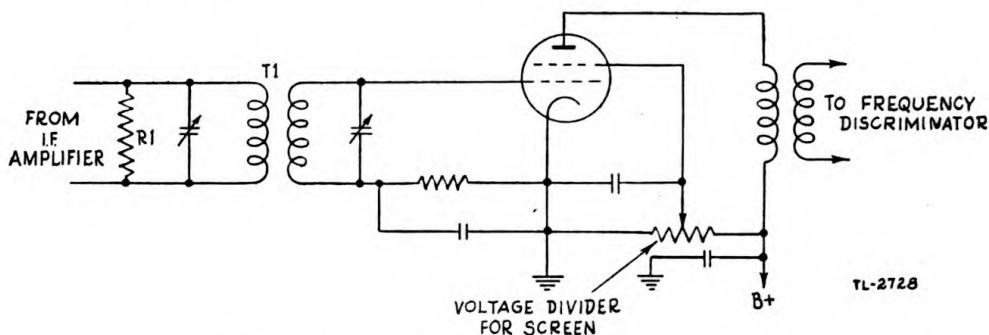 T1
FROM
I.F.
AMPLIFIER
R1
TO FREQUENCY
DISCRIMINATOR
VOLTAGE DIVIDER
FOR SCREEN
B+
TL-2728